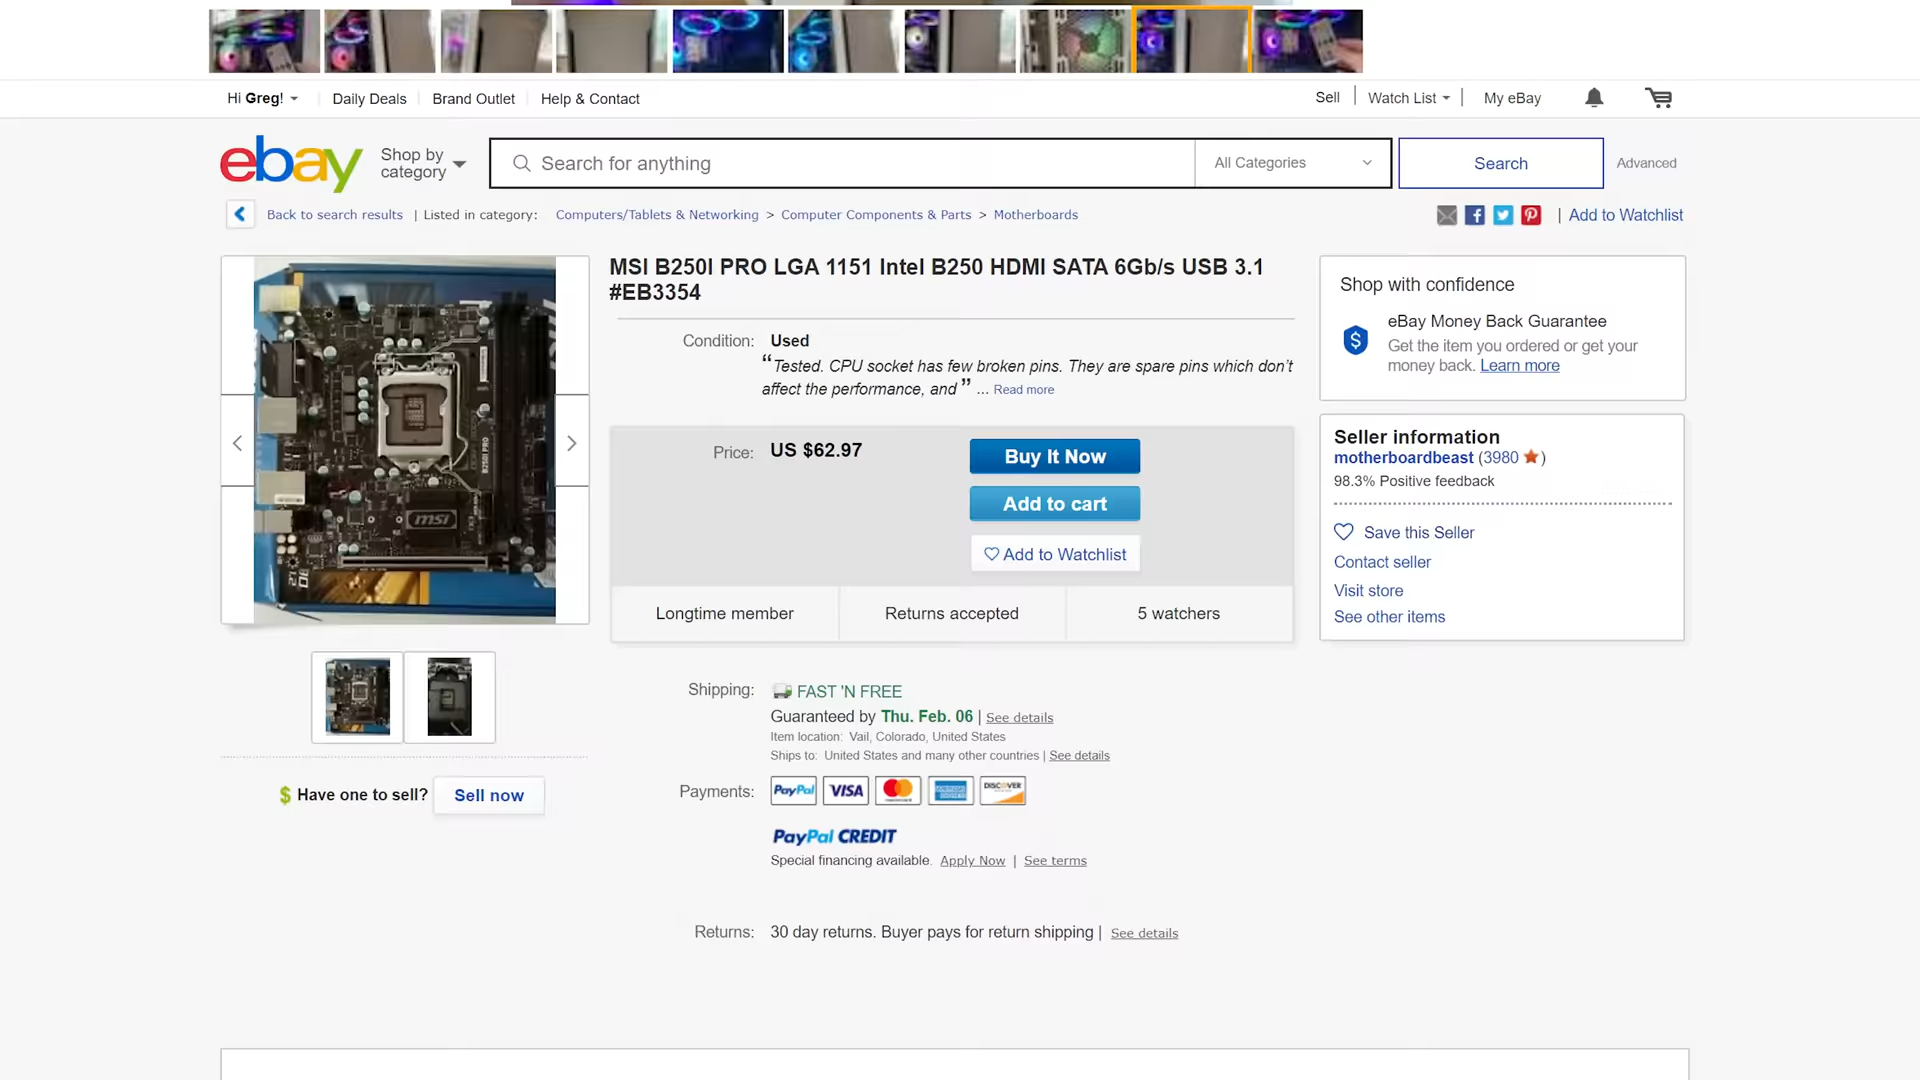 Hi Greg!
Daily Deals
Brand Outlet
Help & Contact
Sell
Watch List
My eBay
ebay
Shop by
category
Search for anything
All Categories
Search
Advanced
Back to search results | Listed in category: Computers/Tablets & Networking > Computer Components & Parts > Motherboards
| Add to Watchlist
MSI B250I PRO LGA 1151 Intel B250 HDMI SATA 6Gb/s USB 3.1
#EB3354
Condition: Used
“Tested. CPU socket has few broken pins. They are spare pins which don’t
affect the performance, and ” ... Read more
Price: US $62.97
Buy It Now
Add to cart
Add to Watchlist
Longtime member
Returns accepted
5 watchers
Shop with confidence
eBay Money Back Guarantee
Get the item you ordered or get your
money back. Learn more
Seller information
motherboardbeast (3980)
98.3% Positive feedback
Save this Seller
Contact seller
Visit store
See other items
B250I PRO
msi
Have one to sell? Sell now
Shipping: FAST 'N FREE
Guaranteed by Thu. Feb. 06 | See details
Item location: Vail, Colorado, United States
Ships to: United States and many other countries | See details
Payments: PayPal VISA MasterCard AMERICAN EXPRESS DISCOVER
PayPal CREDIT
Special financing available. Apply Now | See terms
Returns: 30 day returns. Buyer pays for return shipping | See details